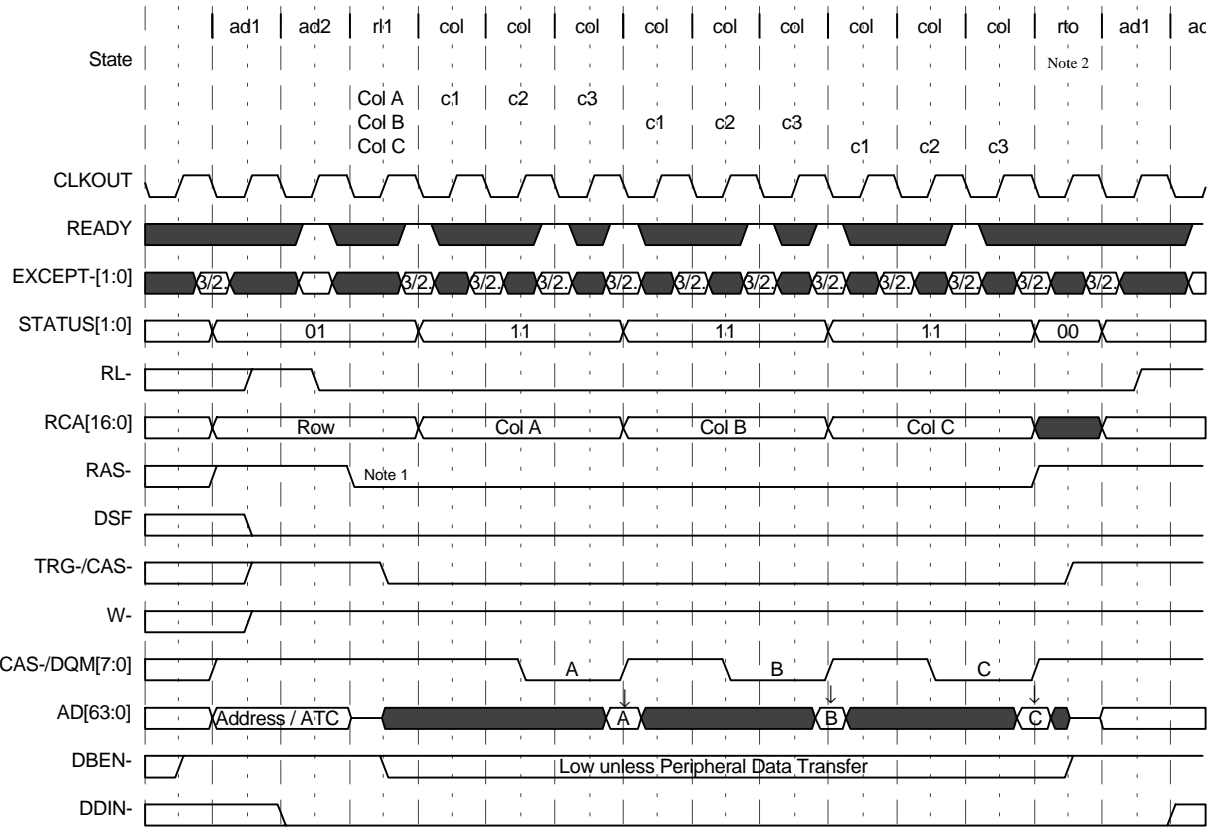 ad1 ad2 rl1 col col col col col col col col col rto ad1
State Note 2
Col A c1 c2 c3
Col B c1 c2 c3
Col C c1 c2 c3
CLKOUT
READY
EXCEPT-[1:0] 3/2. 3/2. 3/2. 3/2. 3/2. 3/2. 3/2. 3/2. 3/2. 3/2. 3/2. 3/2. 3/2. 3/2.
STATUS[1:0] 01 11 11 11 00
RL-
RCA[16:0] Row Col A Col B Col C
RAS- Note 1
DSF
TRG-/CAS-
W-
CAS-/DQM[7:0] A B C
AD[63:0] Address / ATC A B C
DBEN- Low unless Peripheral Data Transfer
DDIN-